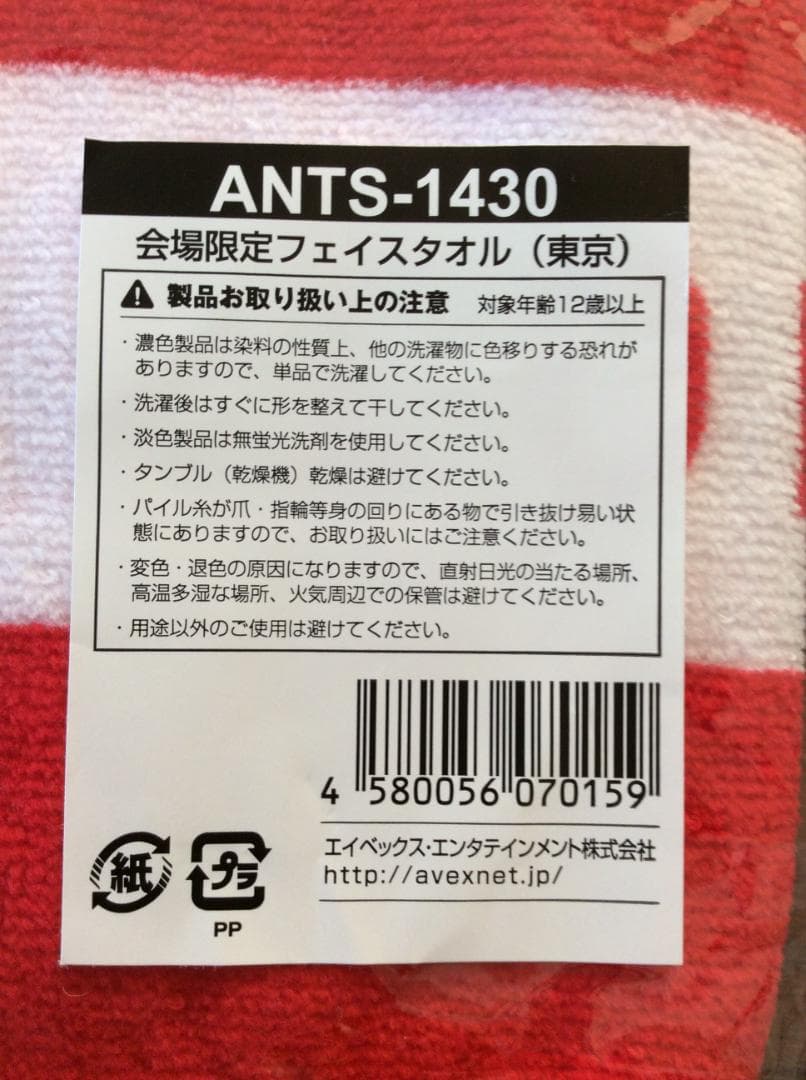 ANTS-1430
会場限定フェイスタオル（東京）
製品お取り扱い上の注意 対象年齢12歳以上
・濃色製品は染料の性質上、他の洗濯物に色移りする恐れが
ありますので、単品で洗濯してください。
・洗濯後はすぐに形を整えて干してください。
・淡色製品は無蛍光洗剤を使用してください。
・タンブル（乾燥機）乾燥は避けてください。
・パイル糸が爪・指輪等身の回りにある物で引き抜け易い状
態にありますので、お取り扱いにはご注意ください。
・変色・退色の原因になりますので、直射日光の当たる場所、
高温多湿な場所、火気周辺での保管は避けてください。
・用途以外のご使用は避けてください。
4 580056 070159
エイベックス・エンタテインメント株式会社
http://avexnet.jp/
紙 プラ
PP